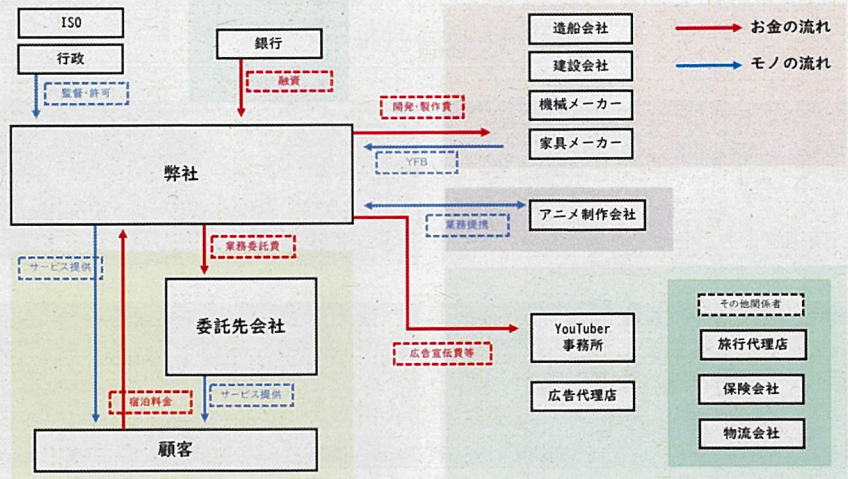 ISO
行政
監督・許可
銀行
融資
開発・製作費
YFB
造船会社
建設会社
機械メーカー
家具メーカー
お金の流れ
モノの流れ
弊社
業務提携
アニメ制作会社
サービス提供
業務委託費
委託先会社
宿泊料金
サービス提供
顧客
広告宣伝費等
YouTuber
事務所
広告代理店
その他関係者
旅行代理店
保険会社
物流会社